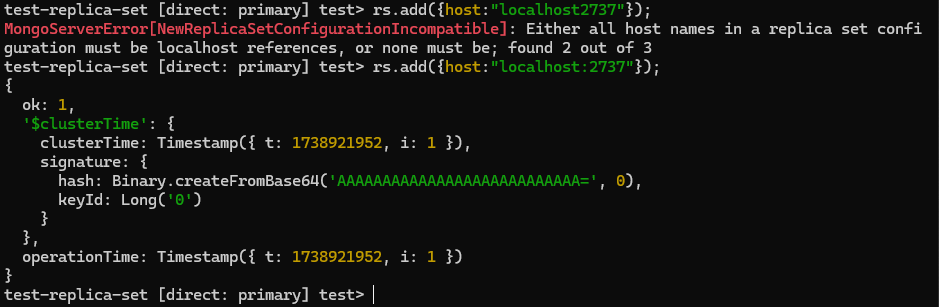 test-replica-set [direct: primary] test> rs.add({host:"localhost2737"});
MongoServerError[NewReplicaSetConfigurationIncompatible]: Either all host names in a replica set confi
guration must be localhost references, or none must be; found 2 out of 3
test-replica-set [direct: primary] test> rs.add({host:"localhost:2737"});
{
  ok: 1,
  '$clusterTime': {
    clusterTime: Timestamp({ t: 1738921952, i: 1 }),
    signature: {
      hash: Binary.createFromBase64('AAAAAAAAAAAAAAAAAAAAAAAAAAA=', 0),
      keyId: Long('0')
    }
  },
  operationTime: Timestamp({ t: 1738921952, i: 1 })
}
test-replica-set [direct: primary] test>